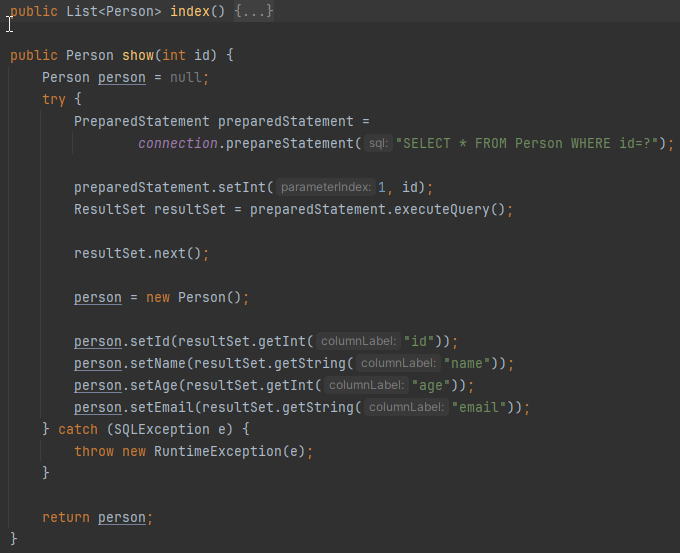 public List<Person> index() {...}
public Person show(int id) {
Person person = null;
try {
PreparedStatement preparedStatement =
connection.prepareStatement( sql: "SELECT * FROM Person WHERE id=?");
preparedStatement.setInt( parameterIndex: 1, id);
ResultSet resultSet = preparedStatement.executeQuery();
resultSet.next();
person = new Person();
person.setId(resultSet.getInt( columnLabel: "id"));
person.setName(resultSet.getString( columnLabel: "name"));
person.setAge(resultSet.getInt( columnLabel: "age"));
person.setEmail(resultSet.getString( columnLabel: "email"));
} catch (SQLException e) {
throw new RuntimeException(e);
}
return person;
}